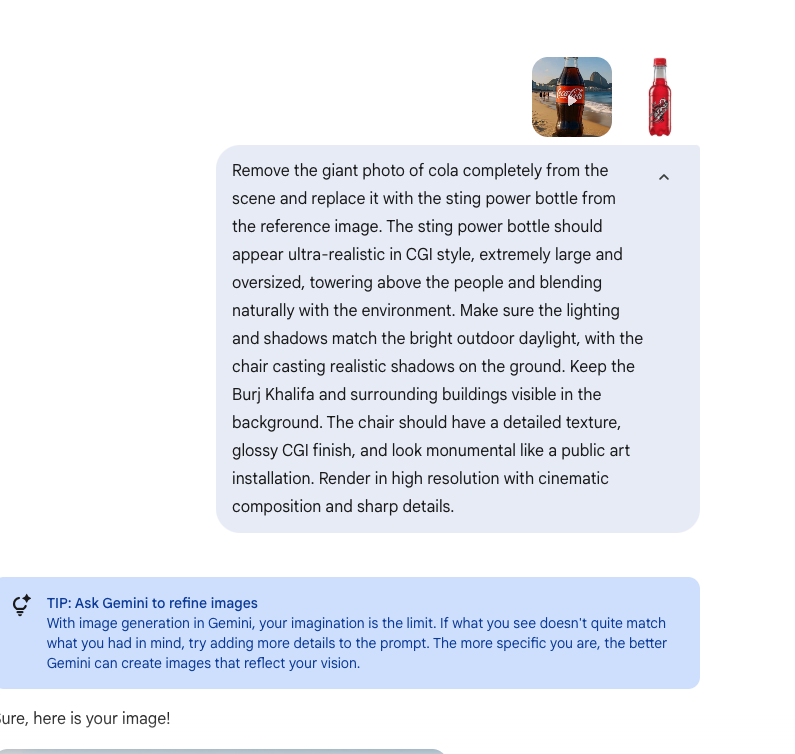 Coca-Cola
Remove the giant photo of cola completely from the
scene and replace it with the sting power bottle from
the reference image. The sting power bottle should
appear ultra-realistic in CGI style, extremely large and
oversized, towering above the people and blending
naturally with the environment. Make sure the lighting
and shadows match the bright outdoor daylight, with the
chair casting realistic shadows on the ground. Keep the
Burj Khalifa and surrounding buildings visible in the
background. The chair should have a detailed texture,
glossy CGI finish, and look monumental like a public art
installation. Render in high resolution with cinematic
composition and sharp details.
TIP: Ask Gemini to refine images
With image generation in Gemini, your imagination is the limit. If what you see doesn't quite match
what you had in mind, try adding more details to the prompt. The more specific you are, the better
Gemini can create images that reflect your vision.
Sure, here is your image!